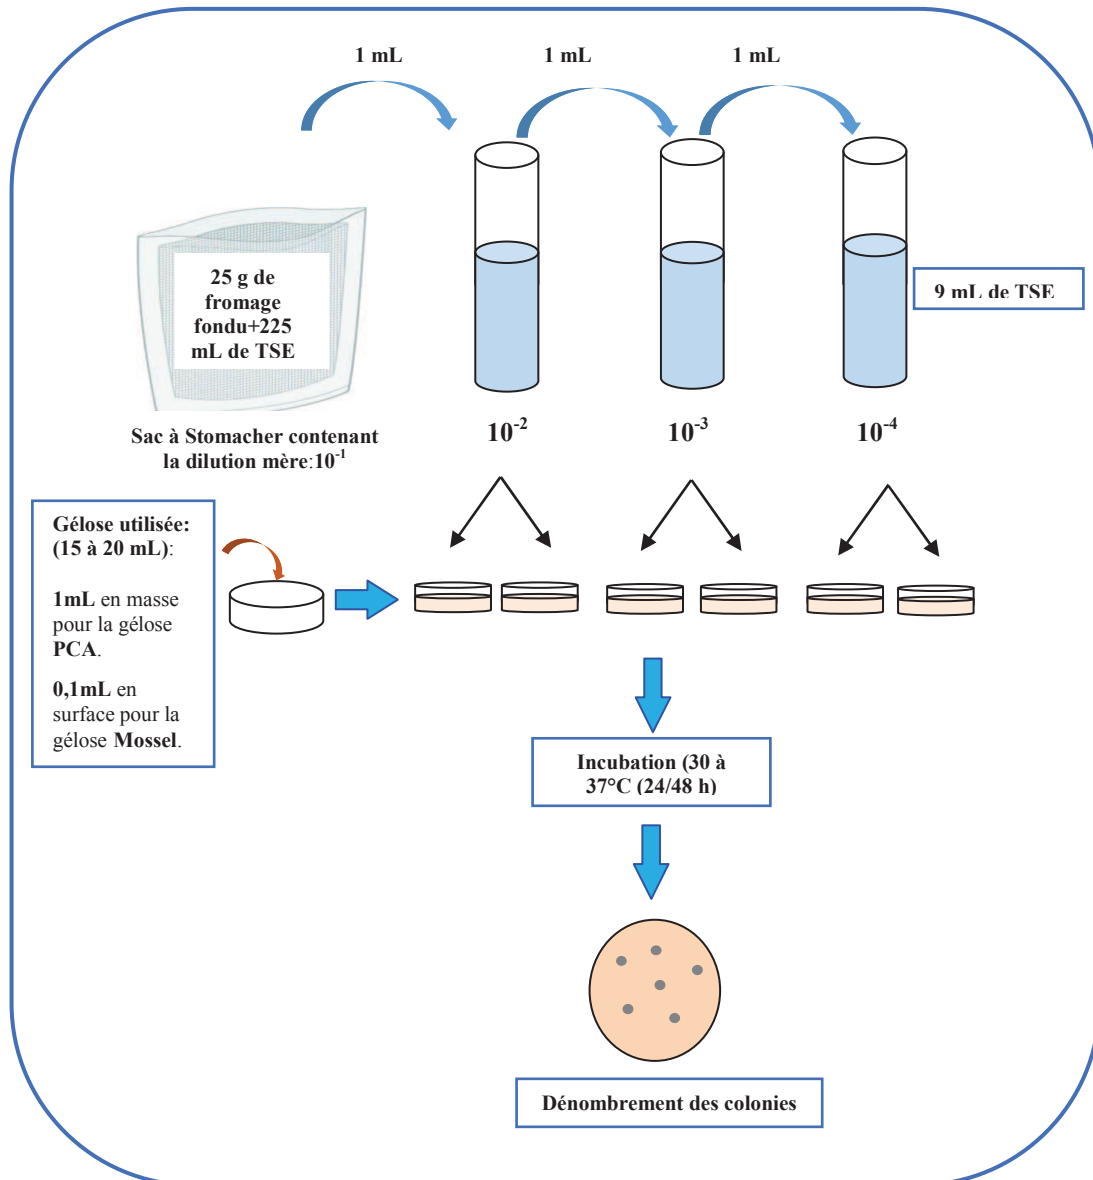 1 mL
1 mL
1 mL
25 g de
fromage
fondu+225
mL de TSE
9 mL de TSE
Sac à Stomacher contenant
la dilution mère:10⁻¹
10⁻²
10⁻³
10⁻⁴
Gélose utilisée:
(15 à 20 mL):
1mL en masse
pour la gélose
PCA.
0,1mL en
surface pour la
gélose Mossel.
Incubation (30 à
37°C (24/48 h)
Dénombrement des colonies